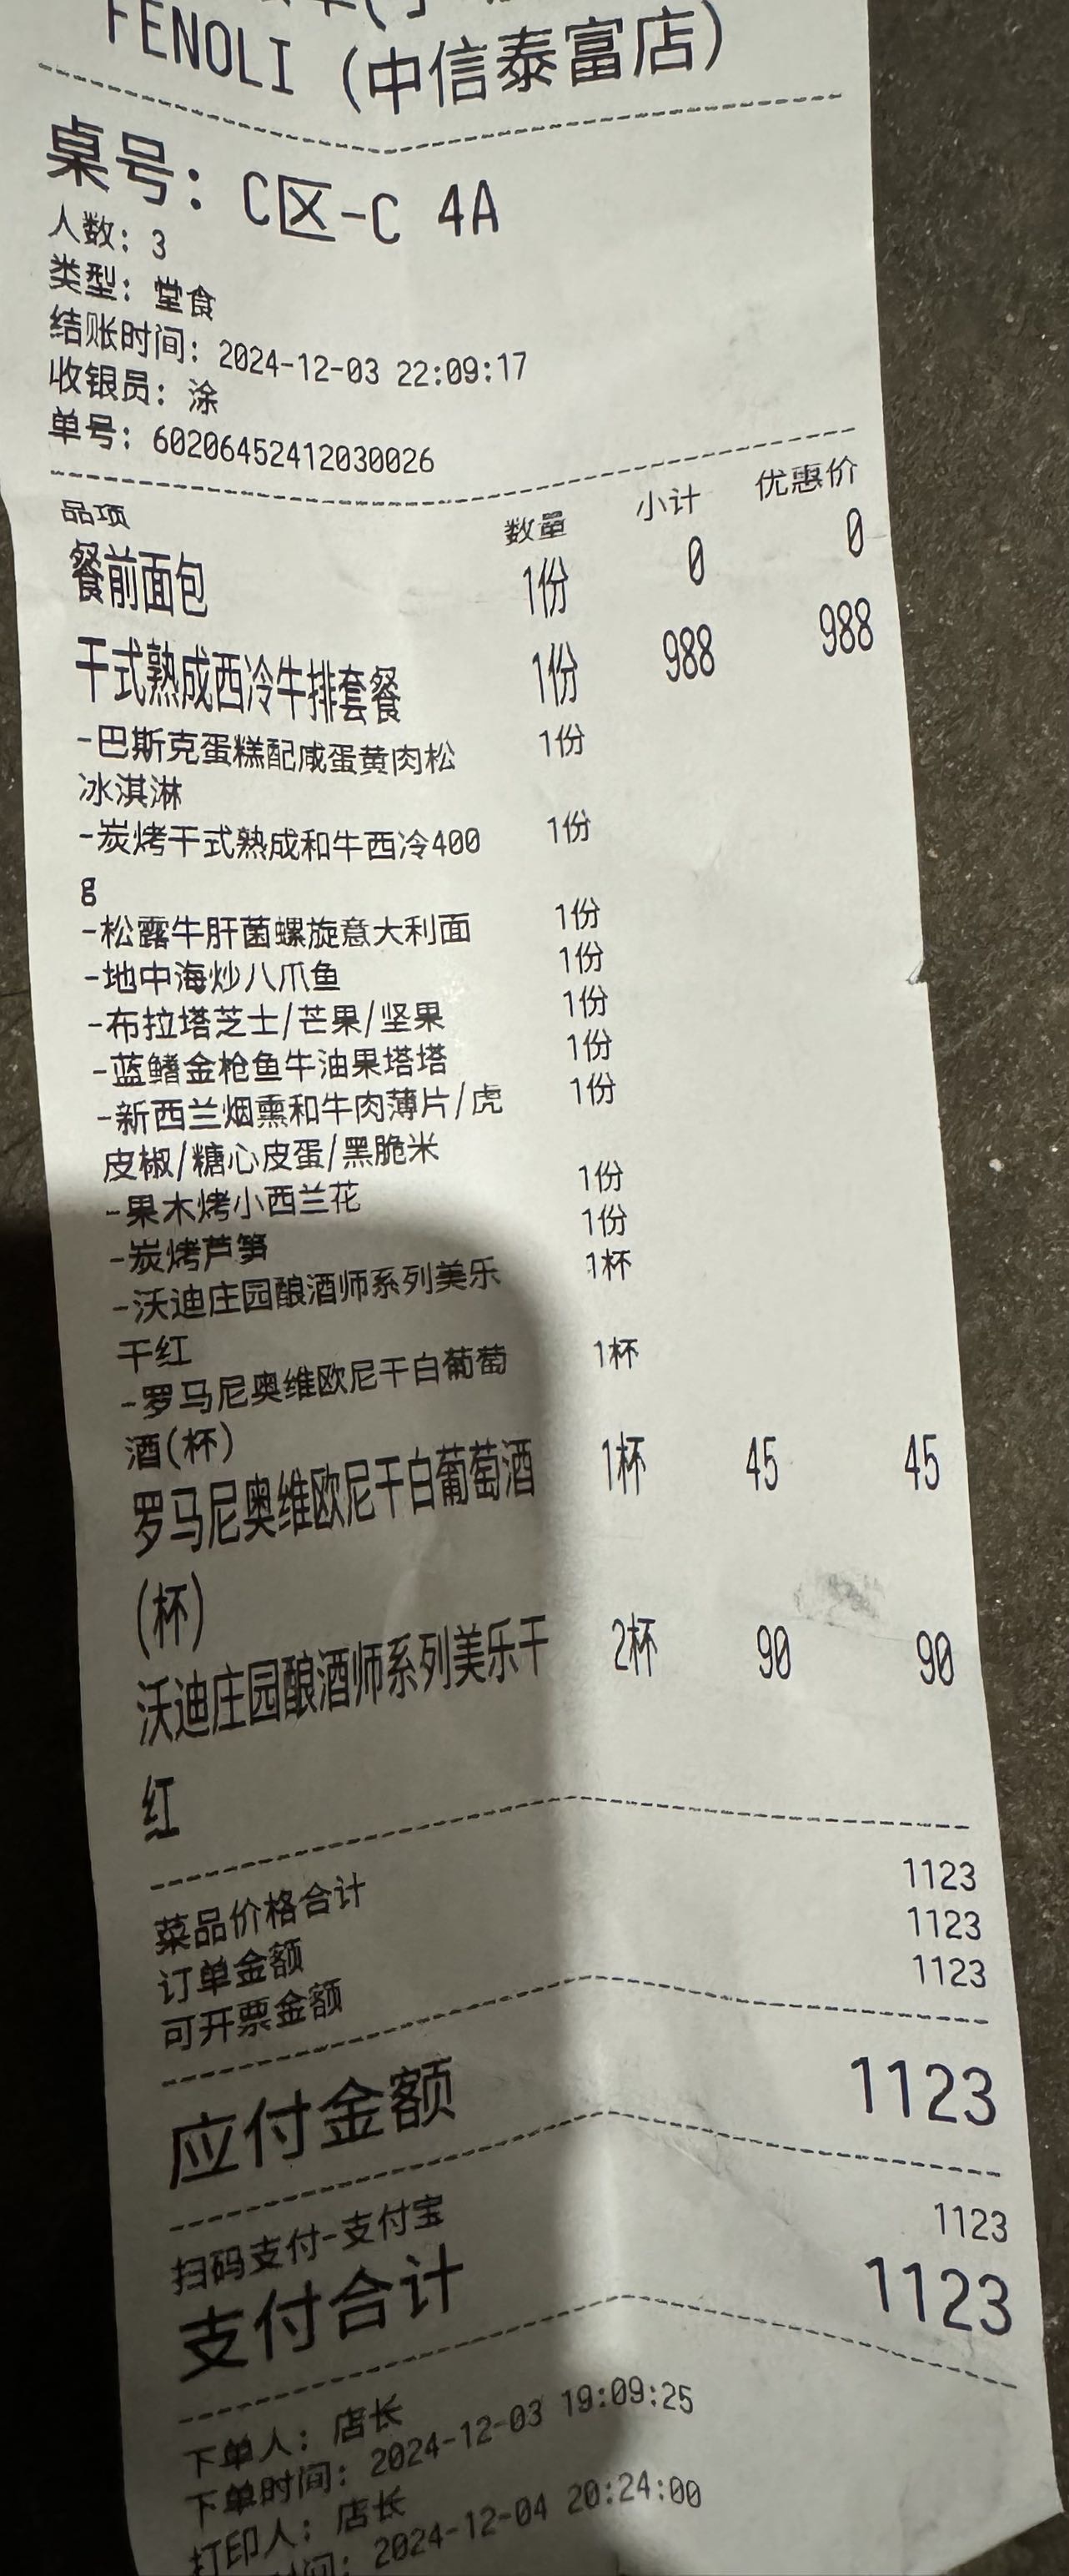 FENOLI (中信泰富店)
桌号: C区-C 4A
人数: 3
类型: 堂食
结账时间: 2024-12-03 22:09:17
收银员: 涂
单号: 60206452412030026
品项 数量 小计 优惠价
餐前面包 1份 0 0
干式熟成西冷牛排套餐 1份 988 988
-巴斯克蛋糕配咸蛋黄肉松 1份
冰淇淋
-炭烤干式熟成和牛西冷400 1份
g
-松露牛肝菌螺旋意大利面 1份
-地中海炒八爪鱼 1份
-布拉塔芝士/芒果/坚果 1份
-蓝鳍金枪鱼牛油果塔塔 1份
-新西兰烟熏和牛肉薄片/虎 1份
皮椒/糖心皮蛋/黑脆米
-果木烤小西兰花 1份
-炭烤芦笋 1份
-沃迪庄园酿酒师系列美乐 1杯
干红
-罗马尼奥维欧尼干白葡萄 1杯
酒(杯)
罗马尼奥维欧尼干白葡萄酒 1杯 45 45
(杯)
沃迪庄园酿酒师系列美乐干 2杯 90 90
红
菜品价格合计 1123
订单金额 1123
可开票金额 1123
应付金额 1123
扫码支付-支付宝 1123
支付合计 1123
下单人: 店长
下单时间: 2024-12-03 19:09:25
打印人: 店长
时间: 2024-12-04 20:24:00